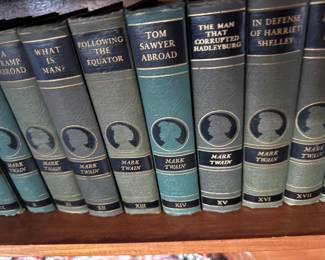 A
TRAMP
ABROAD
WHAT
IS
MAN?
MARK
TWAIN
FOLLOWING
THE
EQUATOR
MARK
TWAIN
XIII
TOM
SAWYER
ABROAD
MARK
TWAIN
XIV
THE MAN
THAT
CORRUPTED
HADLEYBURG
MARK
TWAIN
XV
IN DEFENSE
OF HARRIET
SHELLEY
MARK
TWAIN
XVI
MARK
TWAIN
XVII